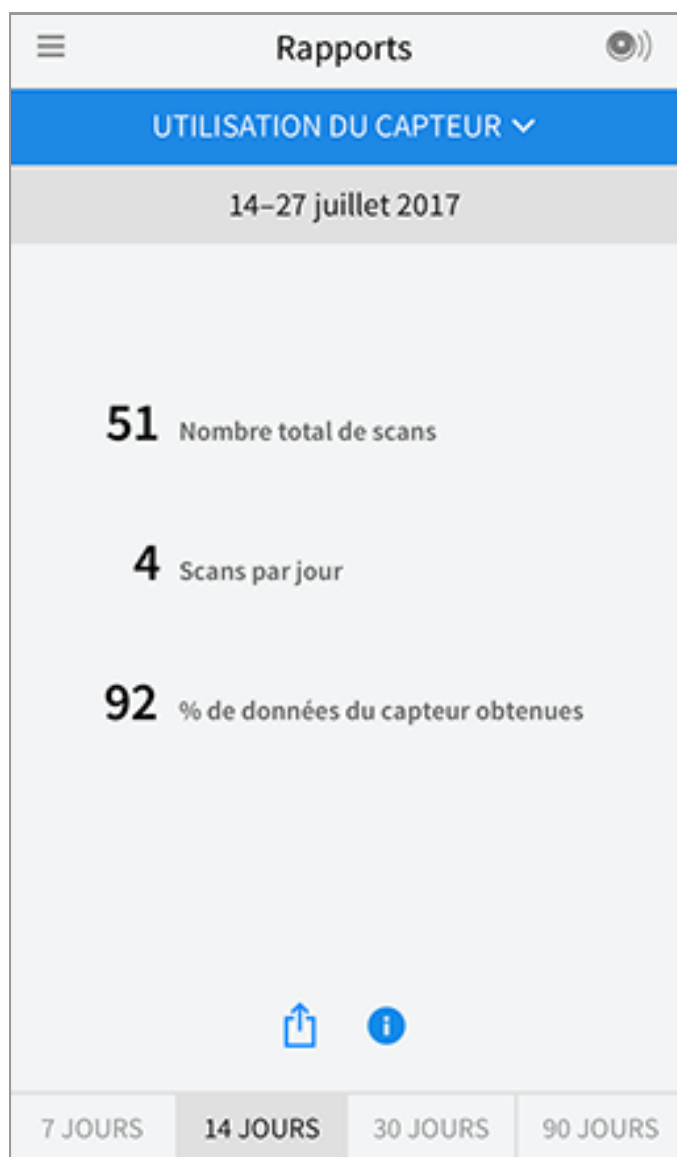 Rapports
UTILISATION DU CAPTEUR
14–27 juillet 2017
51 Nombre total de scans
4 Scans par jour
92 % de données du capteur obtenues
7 JOURS 14 JOURS 30 JOURS 90 JOURS